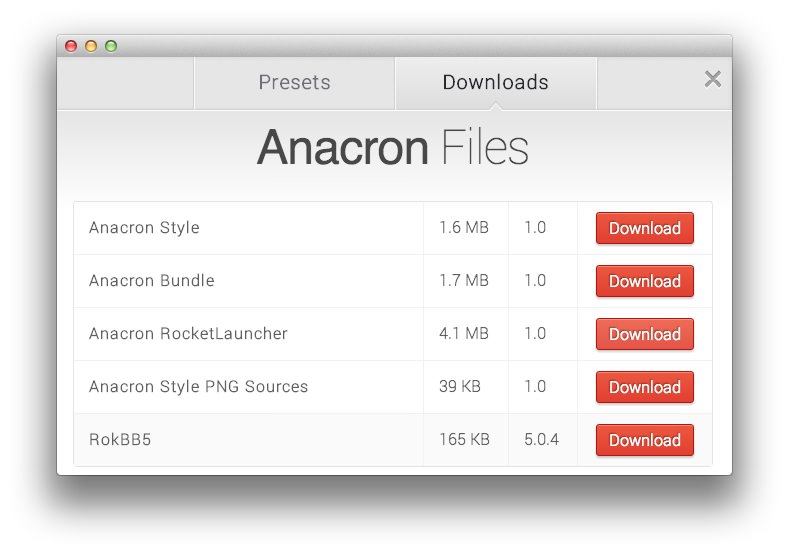 Presets Downloads
Anacron Files
Anacron Style 1.6 MB 1.0 Download
Anacron Bundle 1.7 MB 1.0 Download
Anacron RocketLauncher 4.1 MB 1.0 Download
Anacron Style PNG Sources 39 KB 1.0 Download
RokBB5 165 KB 5.0.4 Download